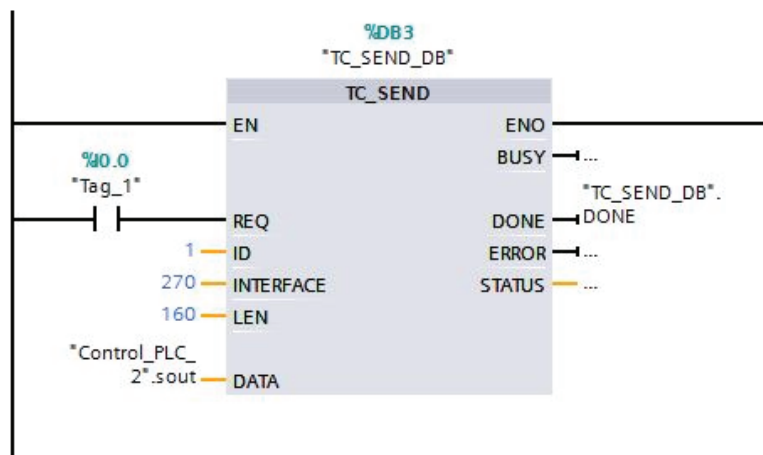 %DB3
"TC_SEND_DB"
TC_SEND
EN ENO
BUSY ...
%I0.0
"Tag_1"
"TC_SEND_DB".
REQ DONE DONE
1 ID ERROR ...
270 INTERFACE STATUS ...
160 LEN
"Control_PLC_
2".sout DATA